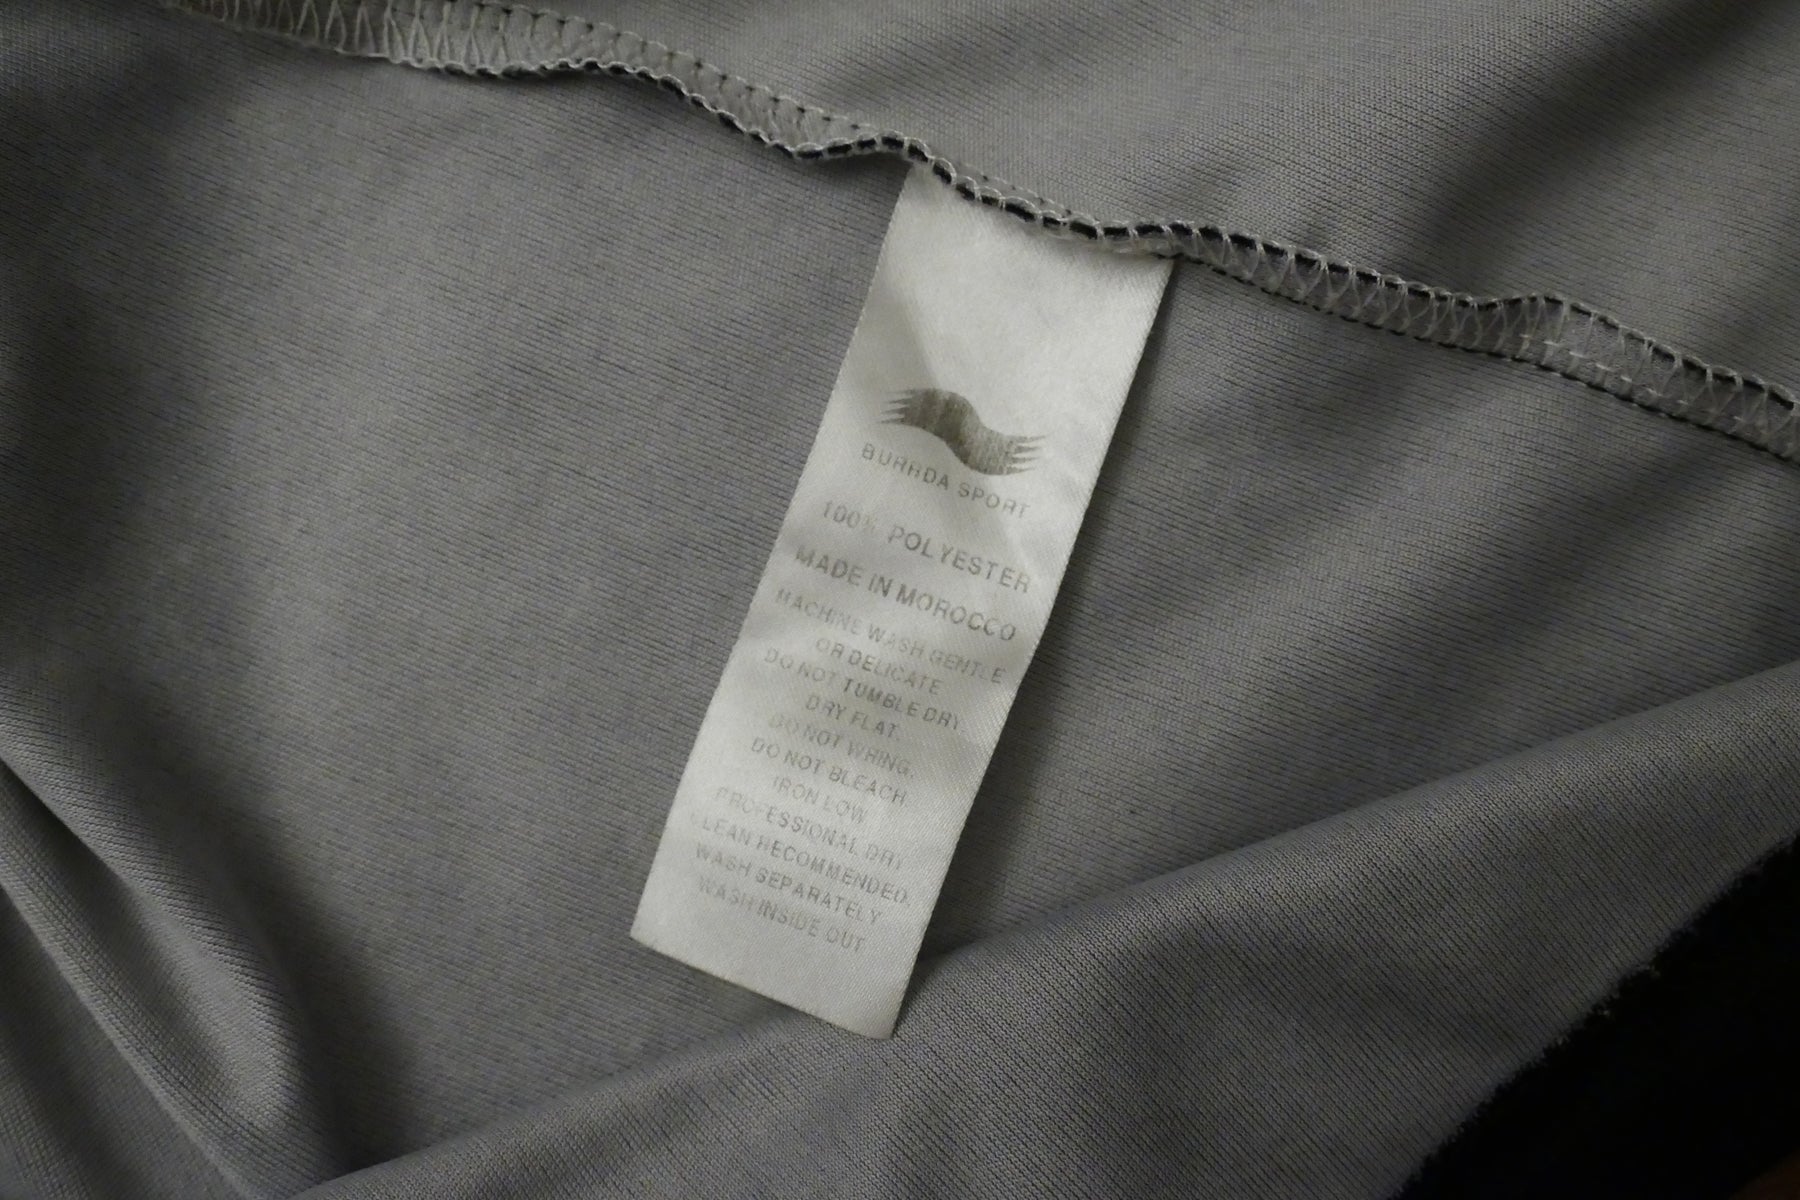 BURRDA SPORT
100% POLYESTER
MADE IN MOROCCO
MACHINE WASH GENTLE
OR DELICATE
DO NOT TUMBLE DRY,
DRY FLAT,
DO NOT WRING,
DO NOT BLEACH
IRON LOW
PROFESSIONAL DRY
CLEAN RECOMMENDED.
WASH SEPARATELY
WASH INSIDE OUT